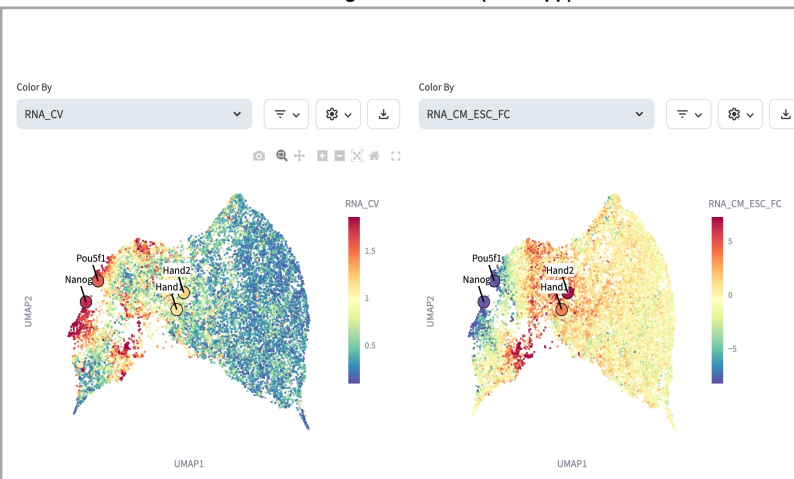 Color By
RNA_CV
Color By
RNA_CM_ESC_FC
RNA_CV
1.5
1
0.5
Pou5f1
Nanog
Hand2
Hand1
UMAP2
UMAP1
RNA_CM_ESC_FC
5
0
−5
Pou5f1
Nanog
Hand2
Hand1
UMAP2
UMAP1